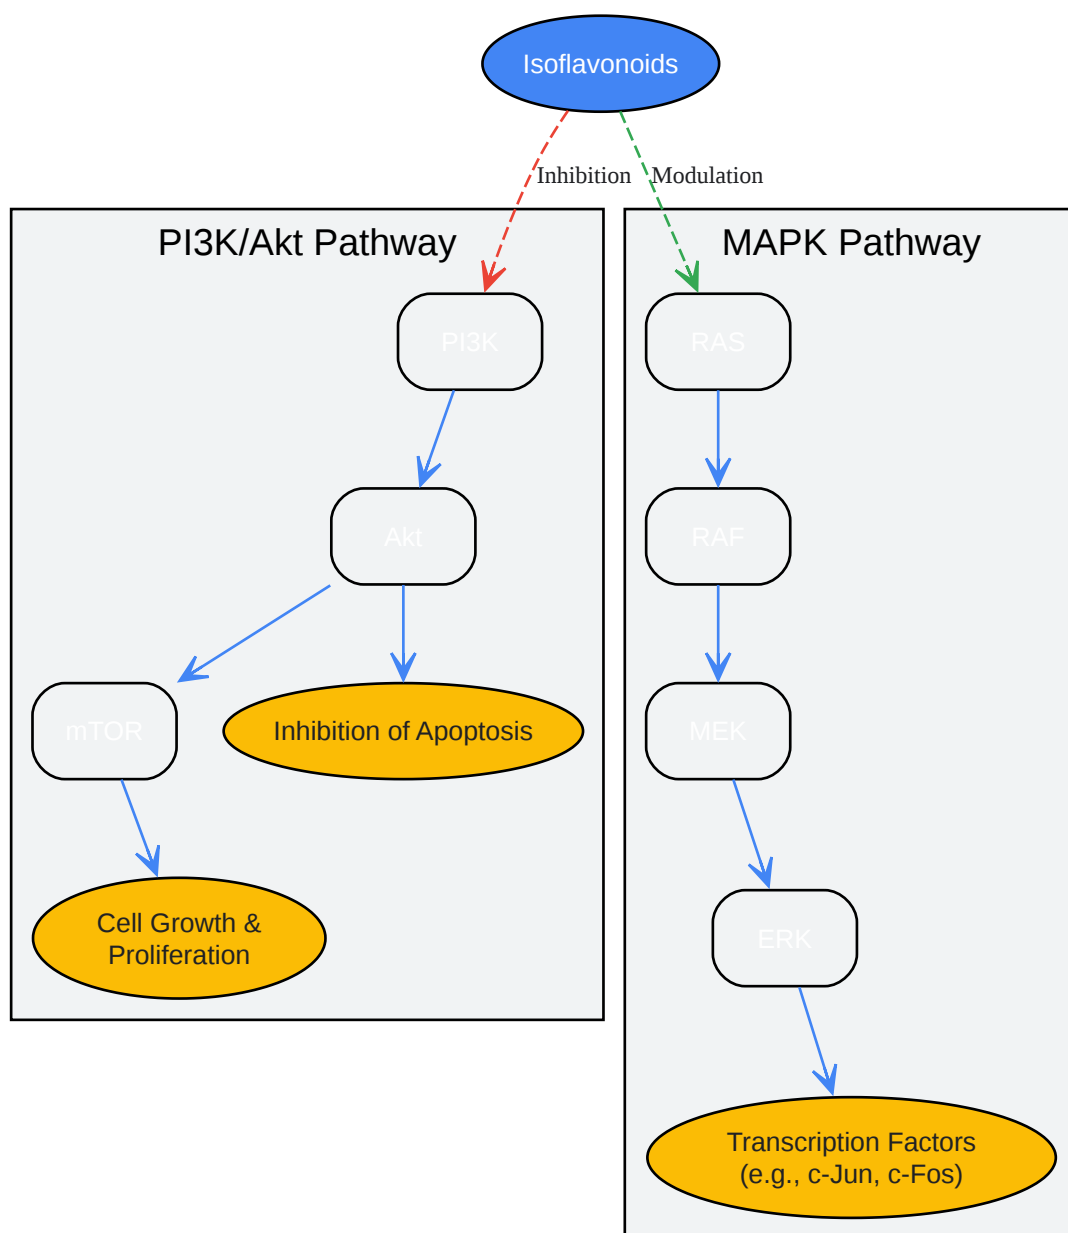 Isoflavonoids
Inhibition
Modulation
PI3K/Akt Pathway
MAPK Pathway
PI3K
RAS
Akt
RAF
mTOR
Inhibition of Apoptosis
MEK
Cell Growth &
Proliferation
ERK
Transcription Factors
(e.g., c-Jun, c-Fos)